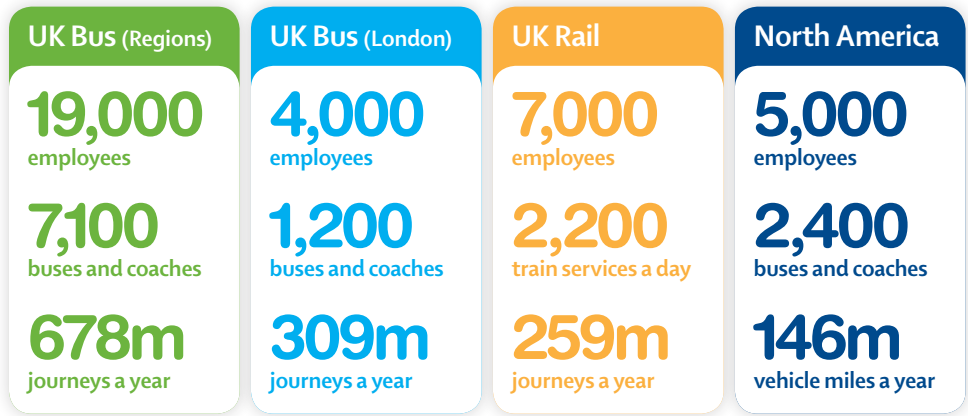 UK Bus (Regions)
19,000
employees
7,100
buses and coaches
678m
journeys a year
UK Bus (London)
4,000
employees
1,200
buses and coaches
309m
journeys a year
UK Rail
7,000
employees
2,200
train services a day
259m
journeys a year
North America
5,000
employees
2,400
buses and coaches
146m
vehicle miles a year